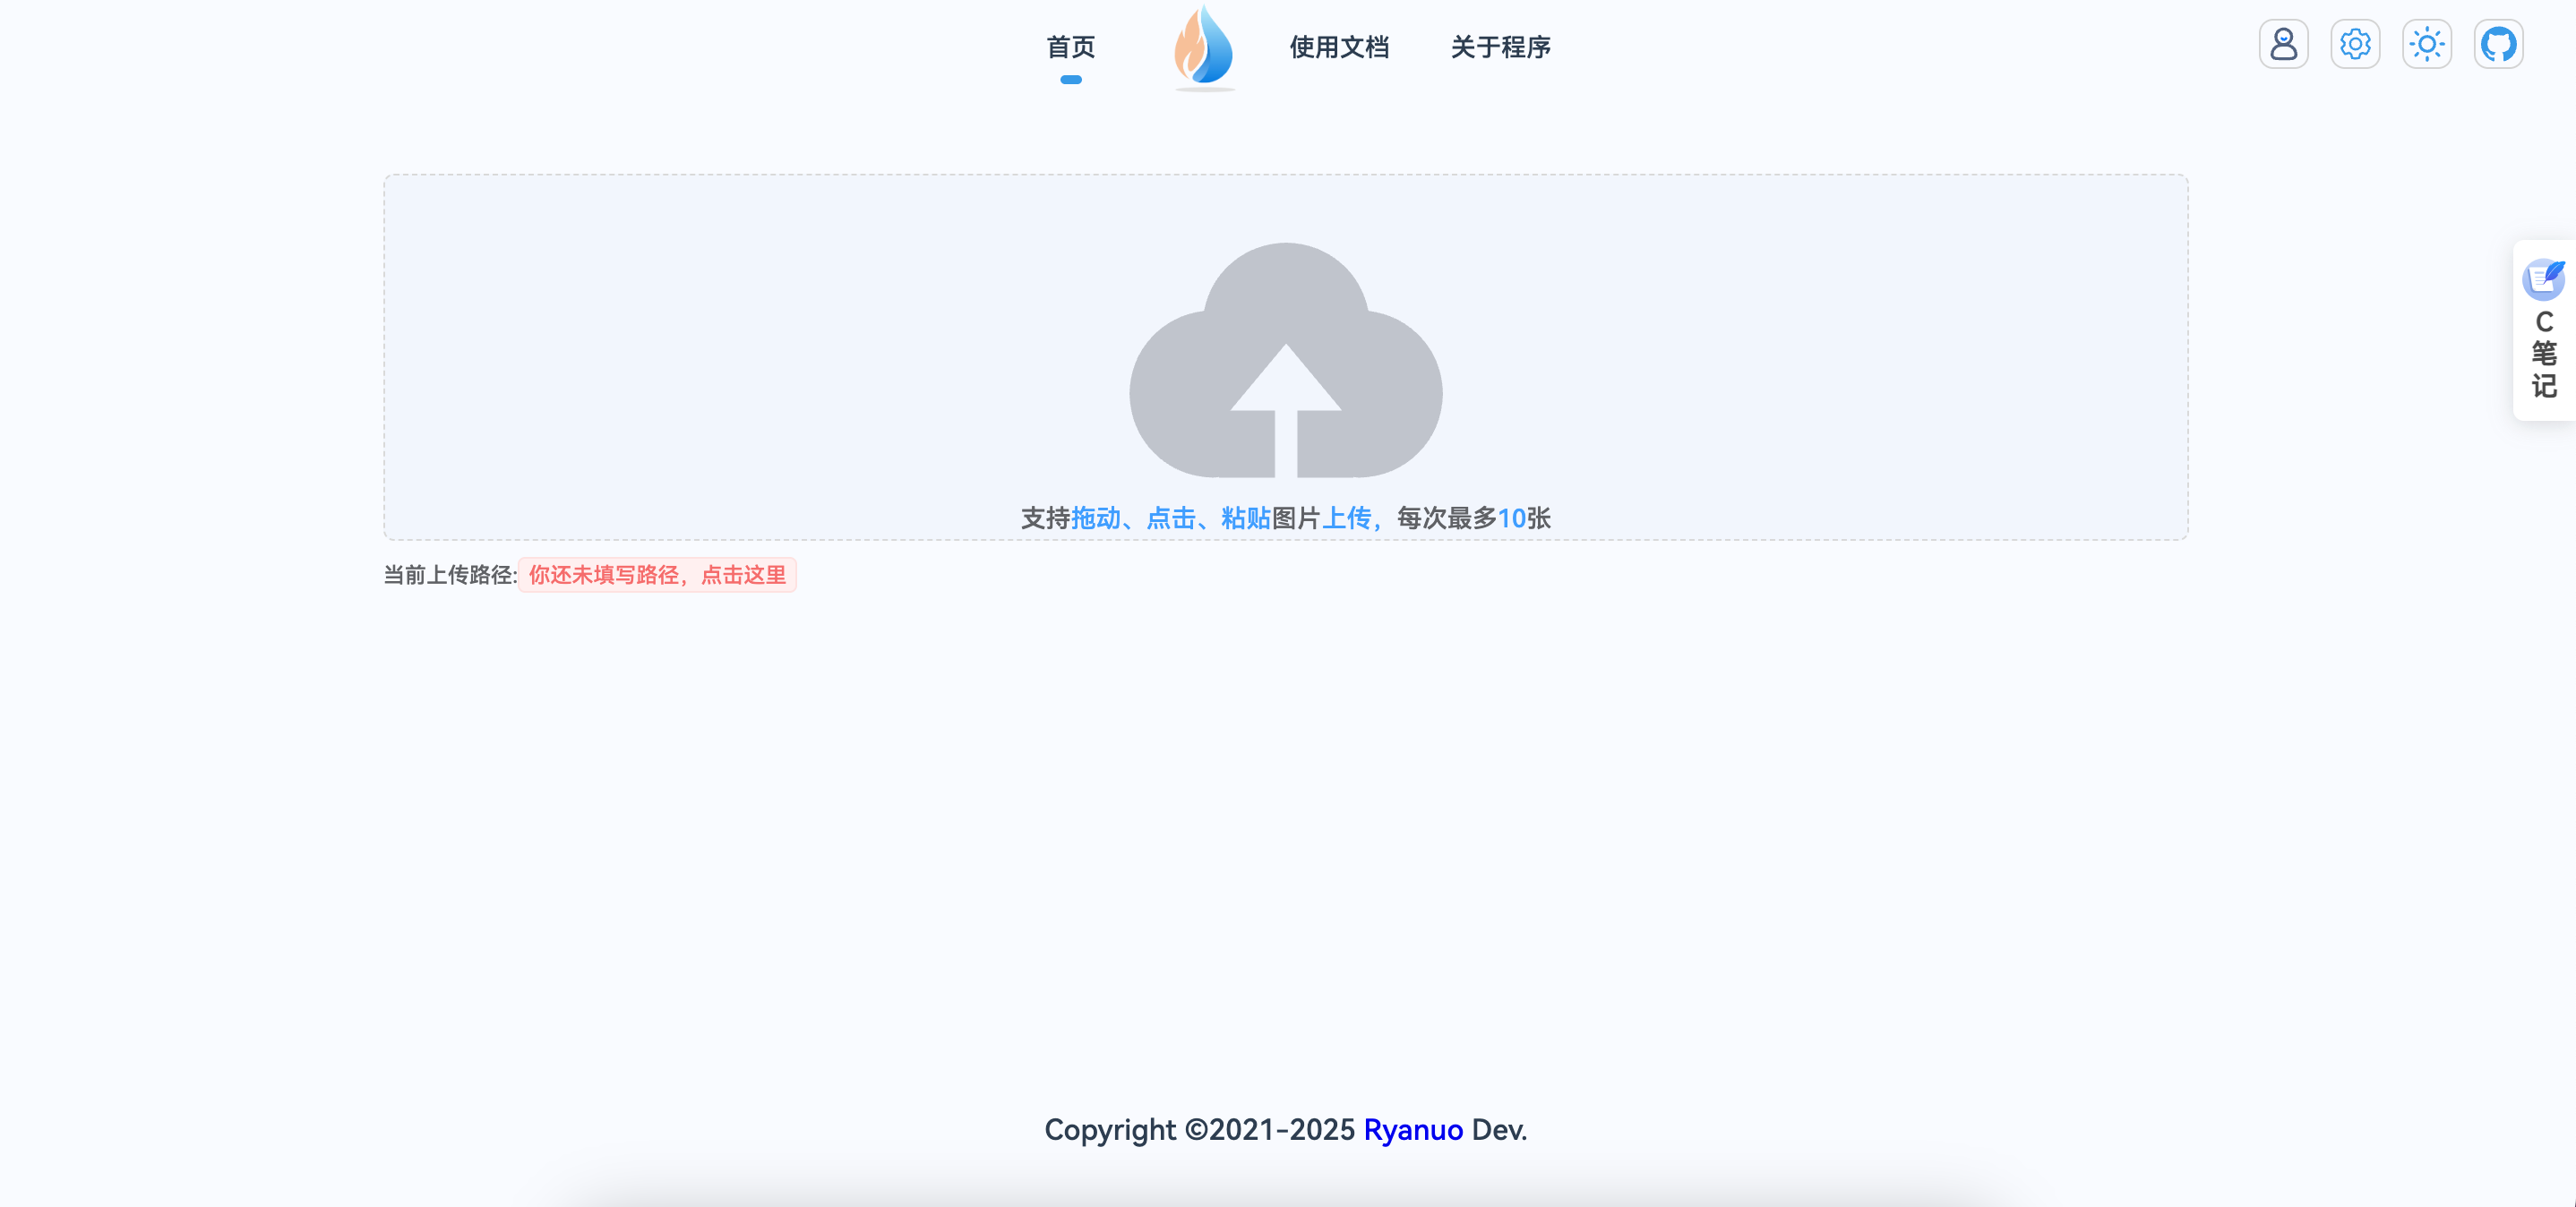 首页
使用文档
关于程序
C
笔
记
支持拖动、点击、粘贴图片上传，每次最多10张
当前上传路径:你还未填写路径，点击这里
Copyright ©2021-2025 Ryanuo Dev.